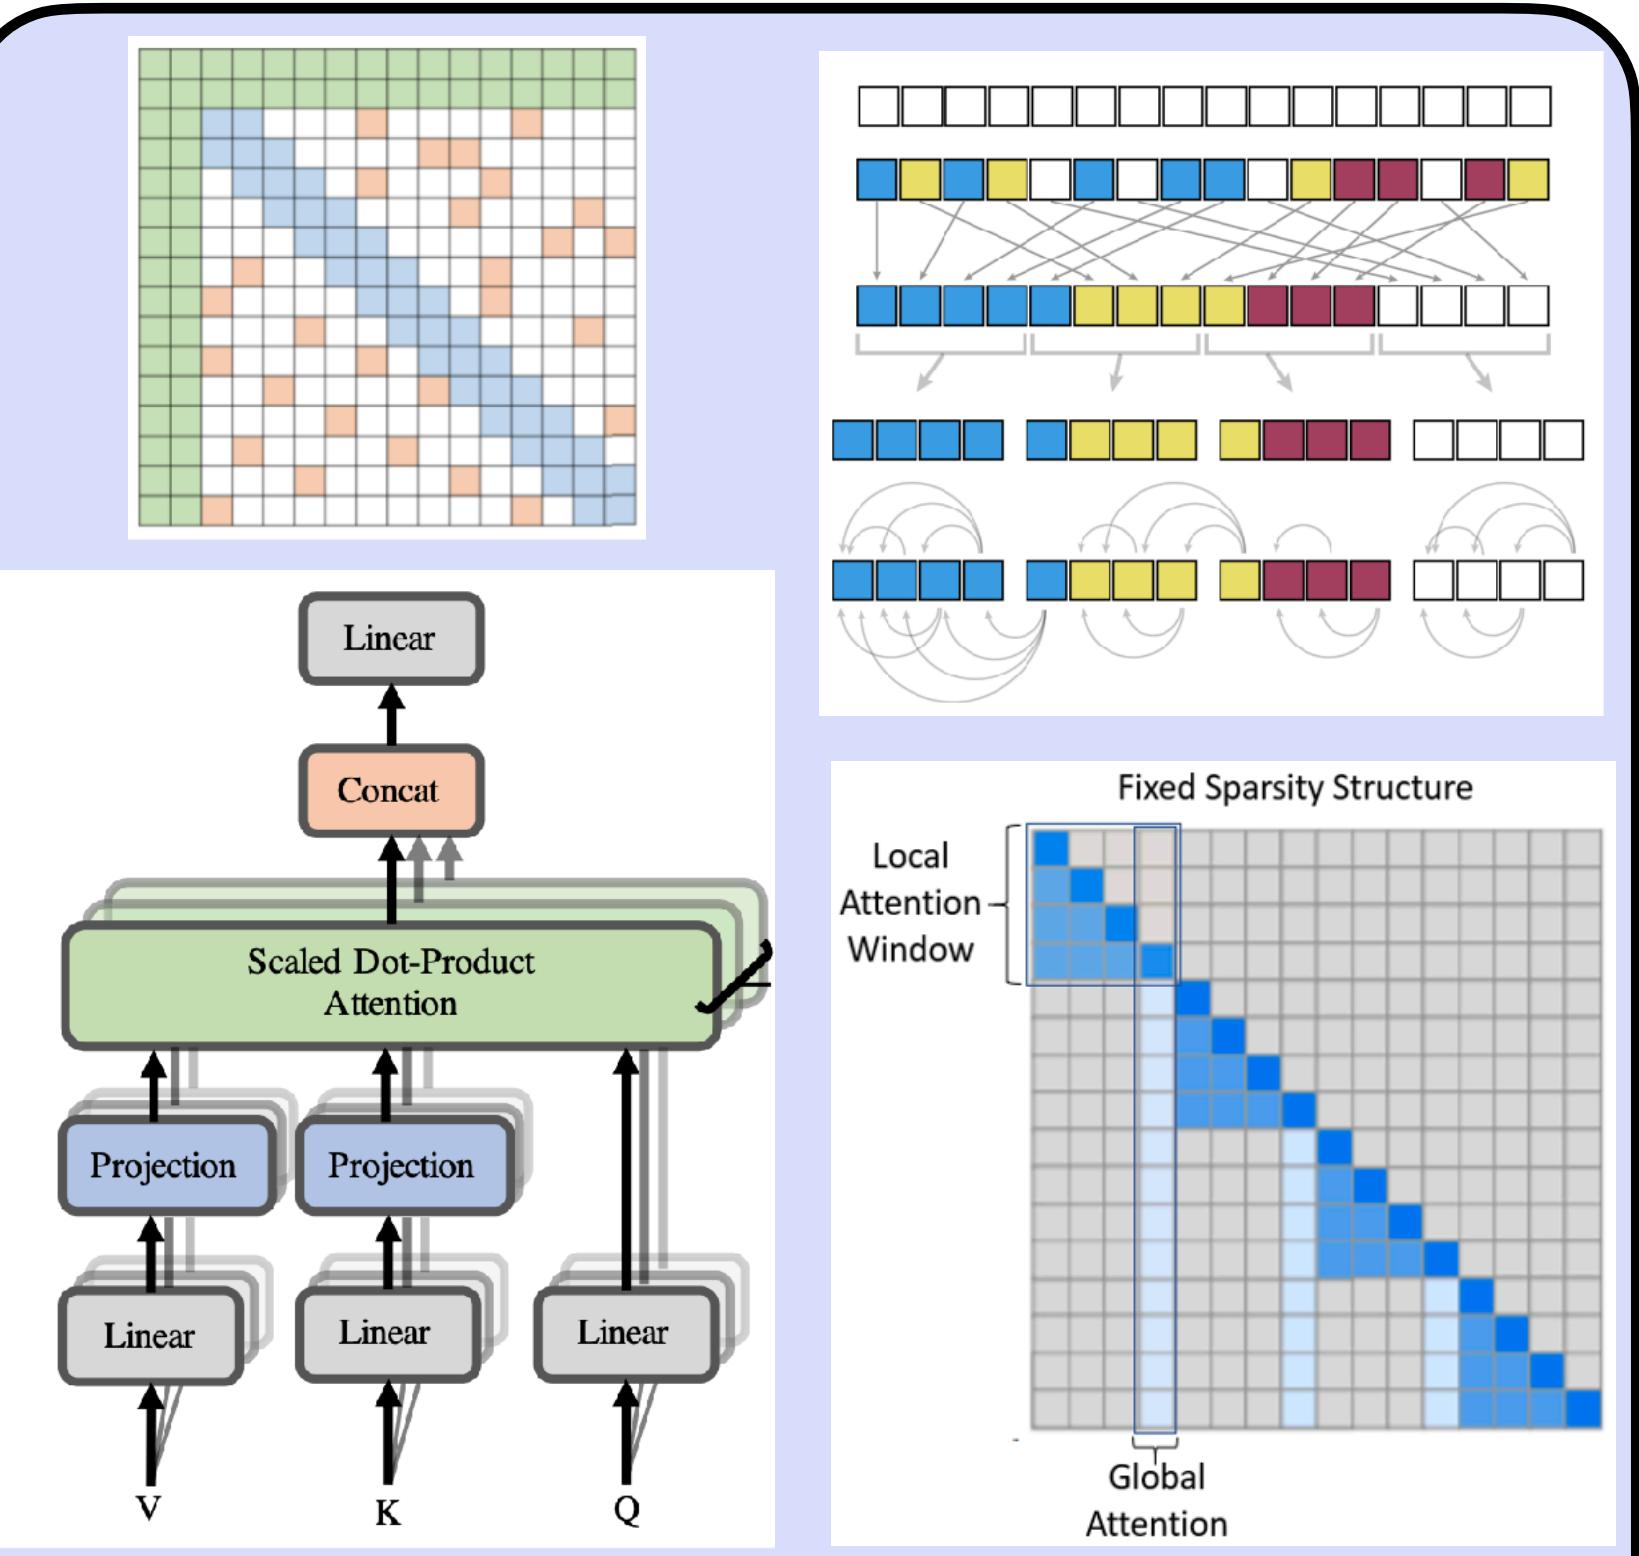 Linear
Concat
Scaled Dot-Product
Attention
Projection
Projection
Linear
Linear
Linear
V
K
Q
Fixed Sparsity Structure
Local
Attention
Window
Global
Attention